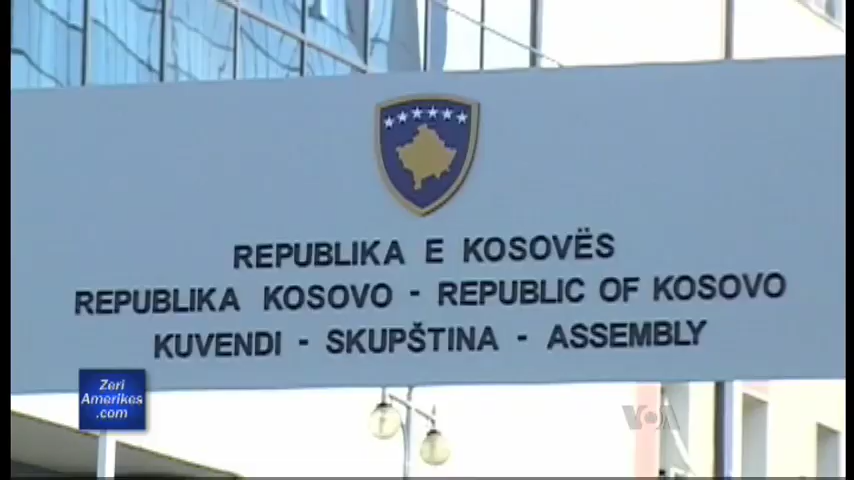 REPUBLIKA E KOSOVËS
REPUBLIKA KOSOVO - REPUBLIC OF KOSOVO
KUVENDI - SKUPŠTINA - ASSEMBLY
Zeri
Amerikes
.com
VOA